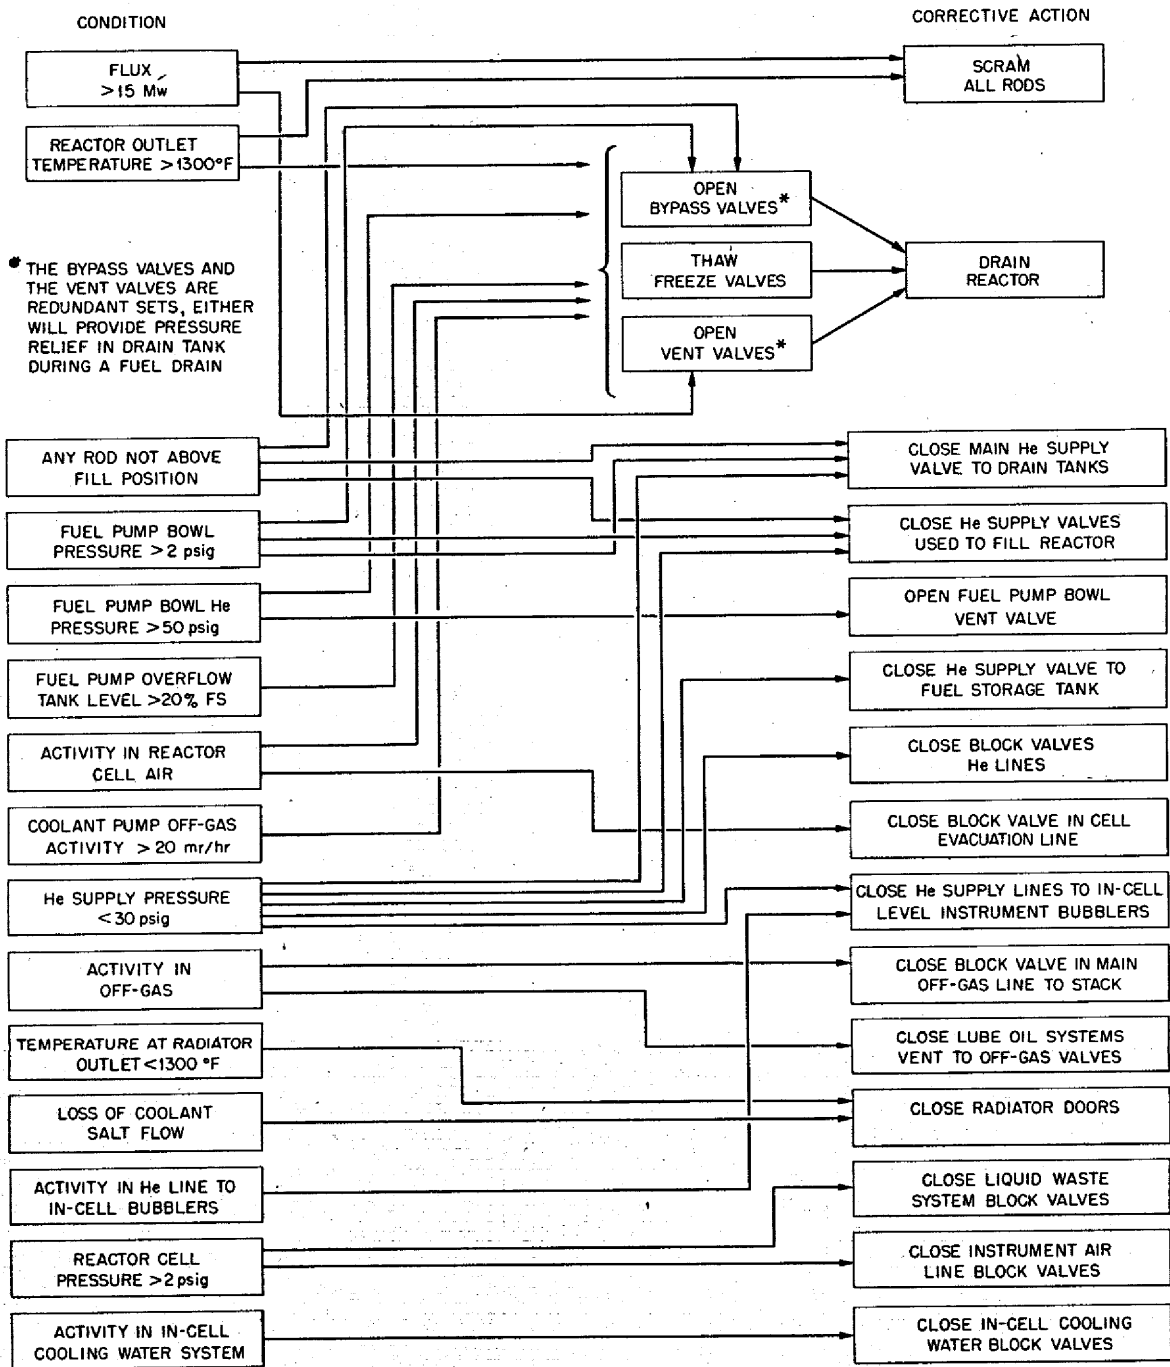 CONDITION
CORRECTIVE ACTION
FLUX
>15 Mw
SCRAM
ALL RODS
REACTOR OUTLET
TEMPERATURE >1300°F
OPEN
BYPASS VALVES*
THAW
FREEZE VALVES
DRAIN
REACTOR
OPEN
VENT VALVES*
* THE BYPASS VALVES AND
THE VENT VALVES ARE
REDUNDANT SETS, EITHER
WILL PROVIDE PRESSURE
RELIEF IN DRAIN TANK
DURING A FUEL DRAIN
ANY ROD NOT ABOVE
FILL POSITION
CLOSE MAIN He SUPPLY
VALVE TO DRAIN TANKS
FUEL PUMP BOWL
PRESSURE >2 psig
CLOSE He SUPPLY VALVES
USED TO FILL REACTOR
FUEL PUMP BOWL He
PRESSURE >50 psig
OPEN FUEL PUMP BOWL
VENT VALVE
FUEL PUMP OVERFLOW
TANK LEVEL >20% FS
CLOSE He SUPPLY VALVE TO
FUEL STORAGE TANK
ACTIVITY IN REACTOR
CELL AIR
CLOSE BLOCK VALVES
He LINES
COOLANT PUMP OFF-GAS
ACTIVITY >20 mr/hr
CLOSE BLOCK VALVE IN CELL
EVACUATION LINE
He SUPPLY PRESSURE
<30 psig
CLOSE He SUPPLY LINES TO IN-CELL
LEVEL INSTRUMENT BUBBLERS
ACTIVITY IN
OFF-GAS
CLOSE BLOCK VALVE IN MAIN
OFF-GAS LINE TO STACK
TEMPERATURE AT RADIATOR
OUTLET <1300 °F
CLOSE LUBE OIL SYSTEMS
VENT TO OFF-GAS VALVES
LOSS OF COOLANT
SALT FLOW
CLOSE RADIATOR DOORS
ACTIVITY IN He LINE TO
IN-CELL BUBBLERS
CLOSE LIQUID WASTE
SYSTEM BLOCK VALVES
REACTOR CELL
PRESSURE >2 psig
CLOSE INSTRUMENT AIR
LINE BLOCK VALVES
ACTIVITY IN IN-CELL
COOLING WATER SYSTEM
CLOSE IN-CELL COOLING
WATER BLOCK VALVES